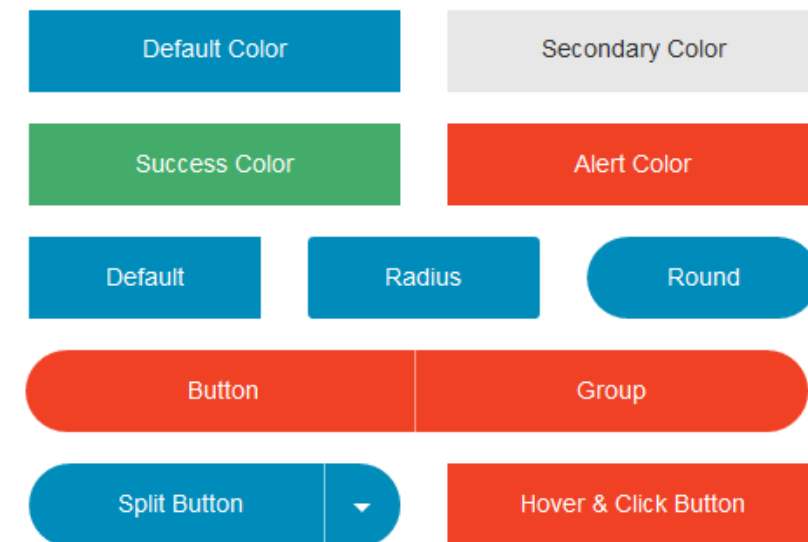 Default Color
Secondary Color
Success Color
Alert Color
Default
Radius
Round
Button
Group
Split Button
Hover & Click Button